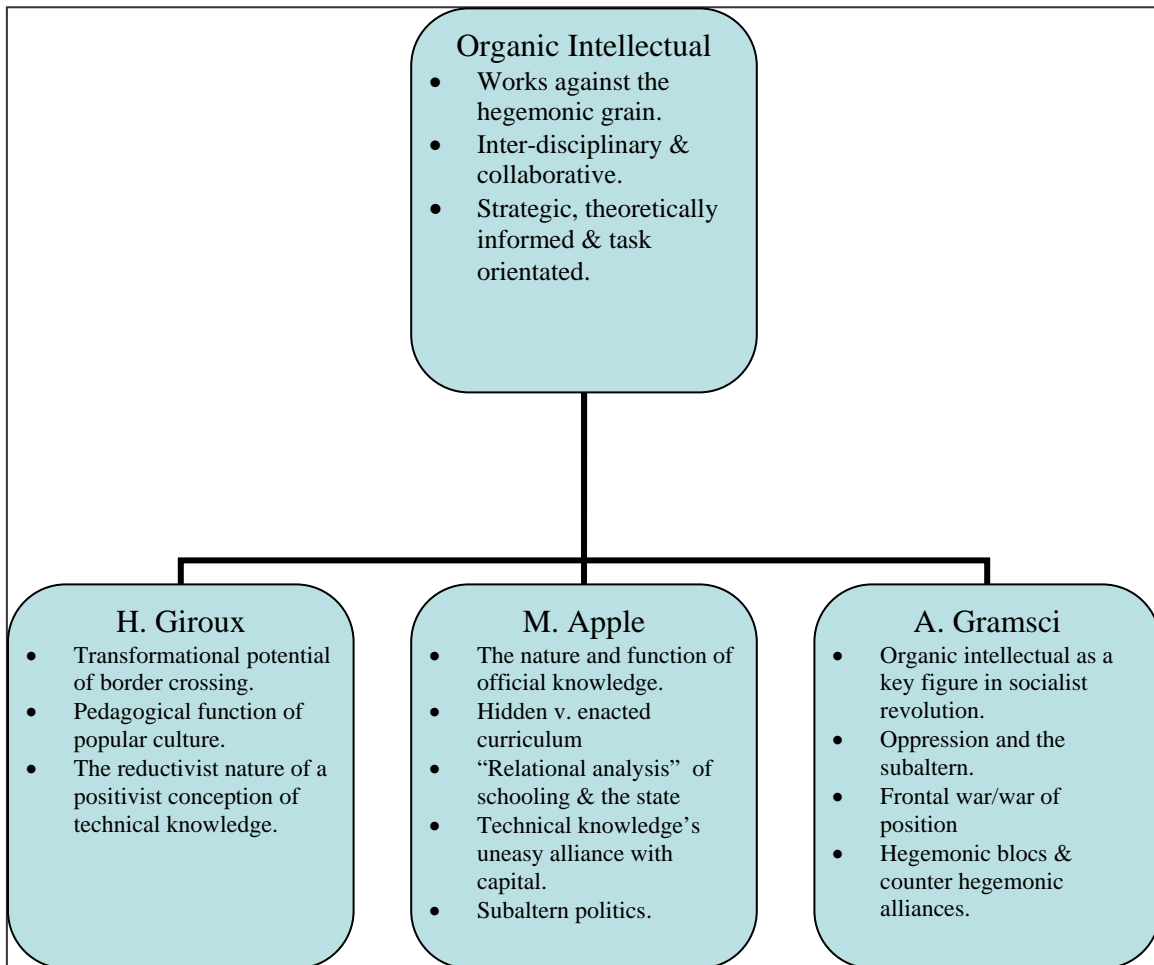 Organic Intellectual
• Works against the
hegemonic grain.
• Inter-disciplinary &
collaborative.
• Strategic, theoretically
informed & task
orientated.
H. Giroux
• Transformational potential
of border crossing.
• Pedagogical function of
popular culture.
• The reductivist nature of a
positivist conception of
technical knowledge.
M. Apple
• The nature and function of
official knowledge.
• Hidden v. enacted
curriculum
• “Relational analysis” of
schooling & the state
• Technical knowledge’s
uneasy alliance with
capital.
• Subaltern politics.
A. Gramsci
• Organic intellectual as a
key figure in socialist
revolution.
• Oppression and the
subaltern.
• Frontal war/war of
position
• Hegemonic blocs &
counter hegemonic
alliances.